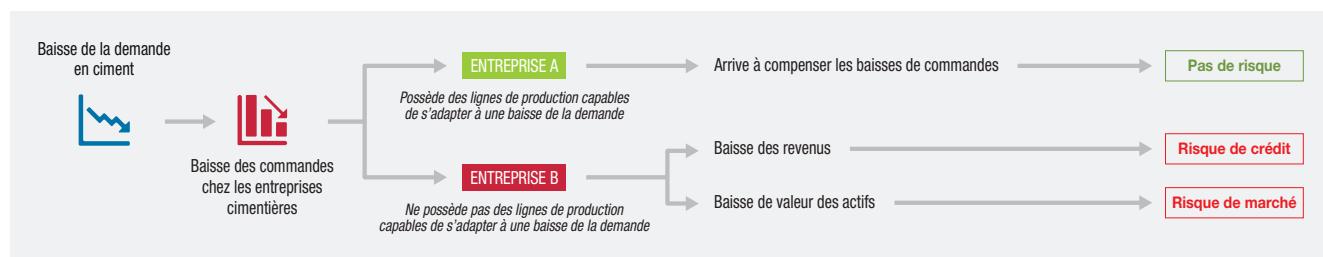 Baisse de la demande
en ciment
Baisse des commandes
chez les entreprises
cimentières
ENTREPRISE A
Possède des lignes de production capables
de s'adapter à une baisse de la demande
Arrive à compenser les baisses de commandes
Pas de risque
ENTREPRISE B
Ne possède pas des lignes de production
capables de s'adapter à une baisse de la demande
Baisse des revenus
Risque de crédit
Baisse de valeur des actifs
Risque de marché